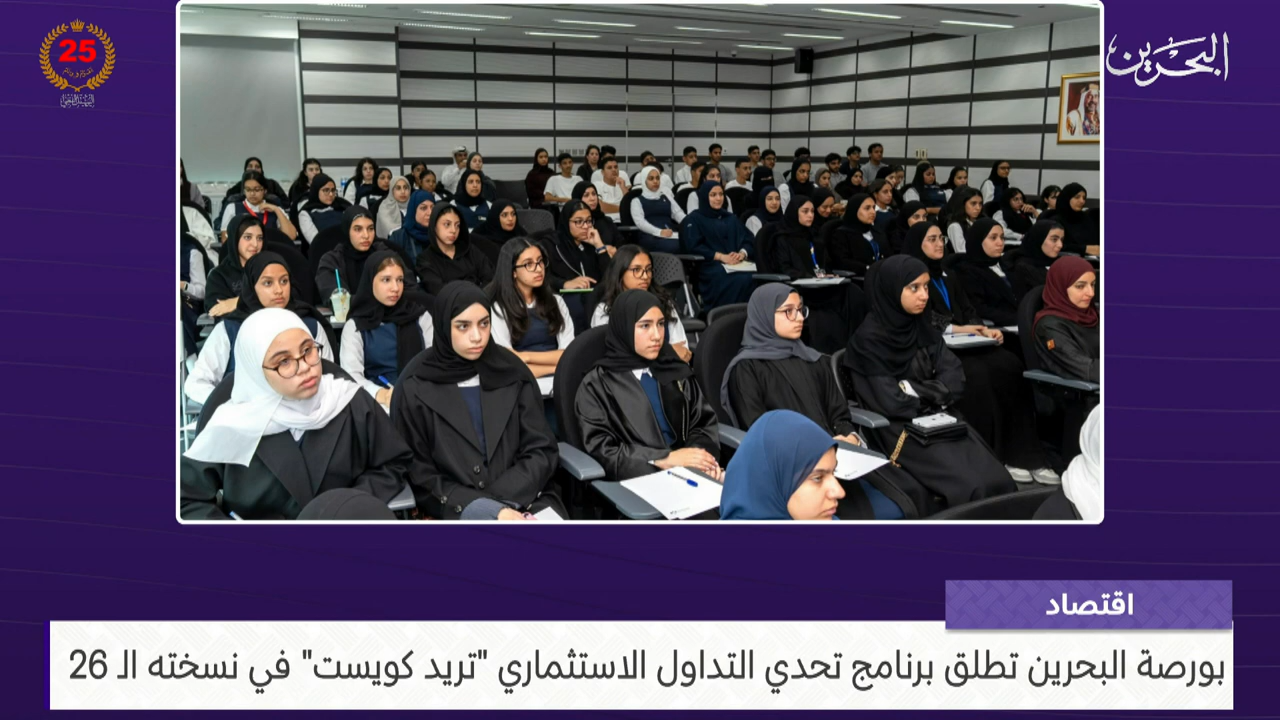 البحرين
25
اقتصاد
بورصة البحرين تطلق برنامج تحدي التداول الاستثماري "تريد كويست" في نسخته الـ 26